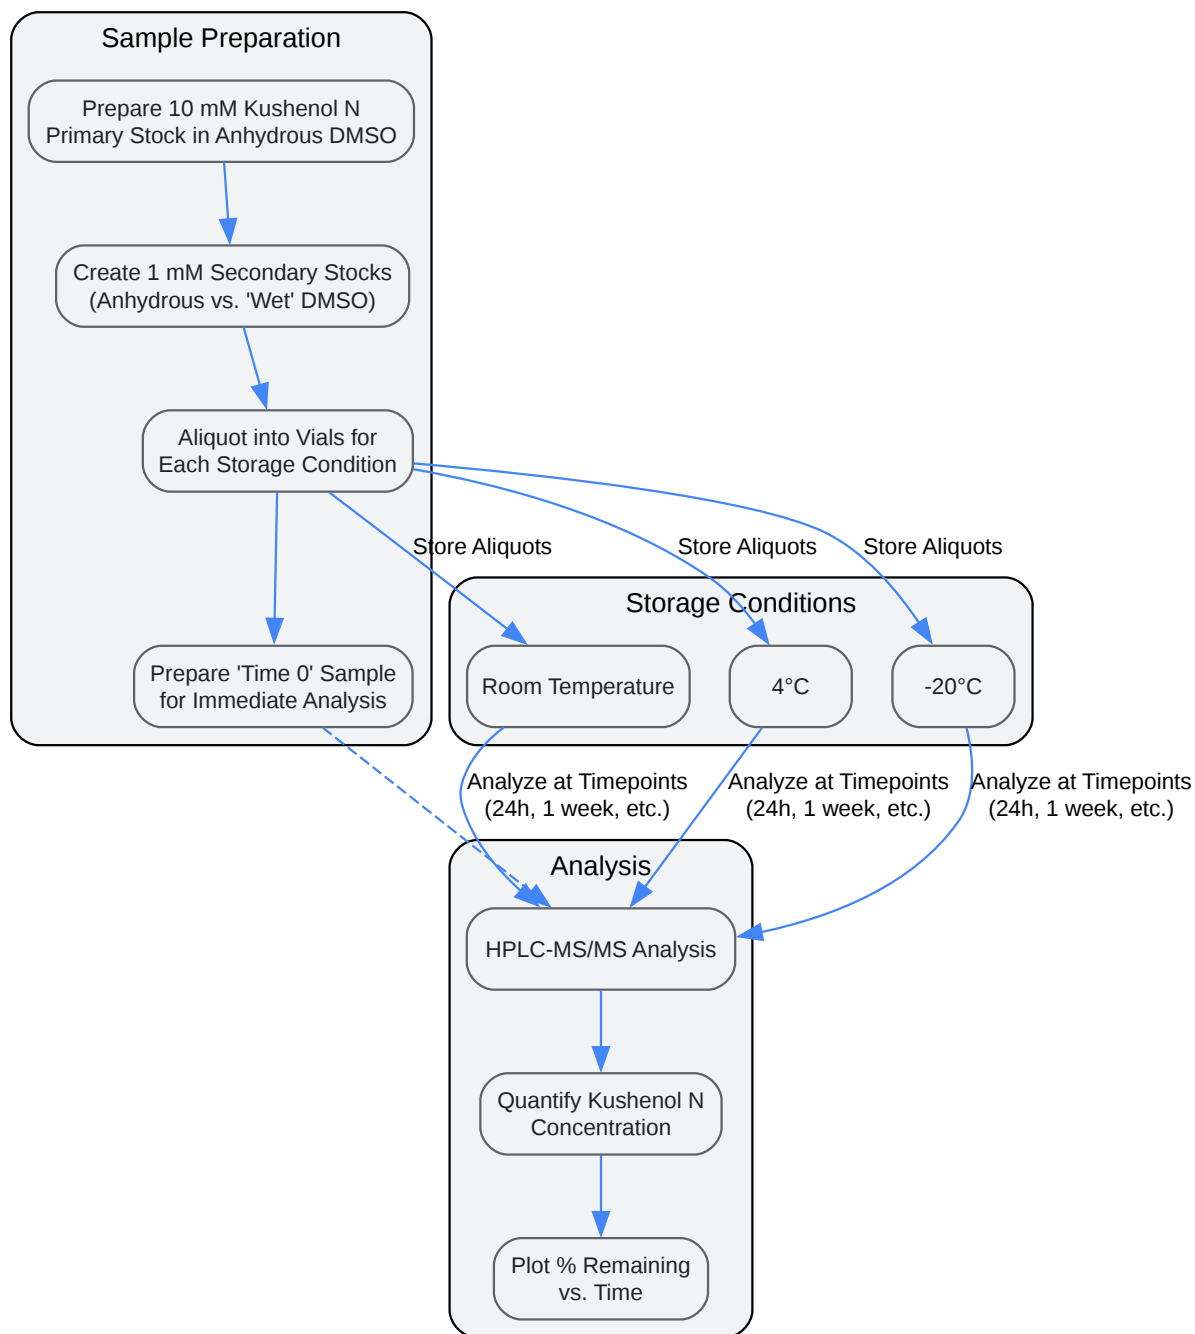 Sample Preparation
Prepare 10 mM Kushenol N
Primary Stock in Anhydrous DMSO
Create 1 mM Secondary Stocks
(Anhydrous vs. 'Wet' DMSO)
Aliquot into Vials for
Each Storage Condition
Store Aliquots
Store Aliquots
Store Aliquots
Prepare 'Time 0' Sample
for Immediate Analysis
Storage Conditions
Room Temperature
4°C
-20°C
Analyze at Timepoints
(24h, 1 week, etc.)
Analyze at Timepoints
(24h, 1 week, etc.)
Analyze at Timepoints
(24h, 1 week, etc.)
Analysis
HPLC-MS/MS Analysis
Quantify Kushenol N
Concentration
Plot % Remaining
vs. Time